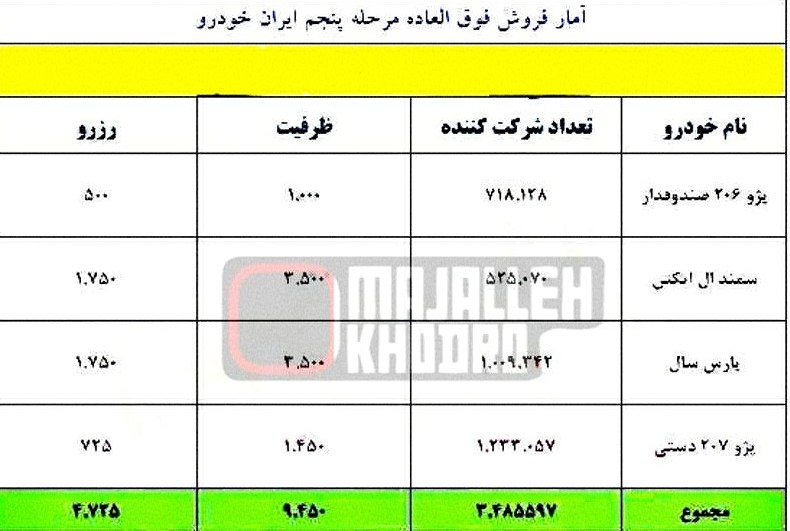 آمار فروش فوق العاده مرحله پنجم ایران خودرو
نام خودرو تعداد شرکت کننده ظرفیت رزرو
پژو ۲۰۶ صندوقدار ۷۱۸.۱۲۸ ۱.۰۰۰ ۵۰۰
سمند ال ایکس ۵۲۵.۰۷۰ ۳.۵۰۰ ۱.۷۵۰
پارس سال ۱.۰۰۹.۳۴۲ ۳.۵۰۰ ۱.۷۵۰
پژو ۲۰۷ دستی ۱.۲۳۳.۰۵۷ ۱.۴۵۰ ۷۲۵
مجموع ۳.۴۸۵۵۹۷ ۹.۴۵۰ ۴.۷۲۵
MAJALLEH
KHODRO